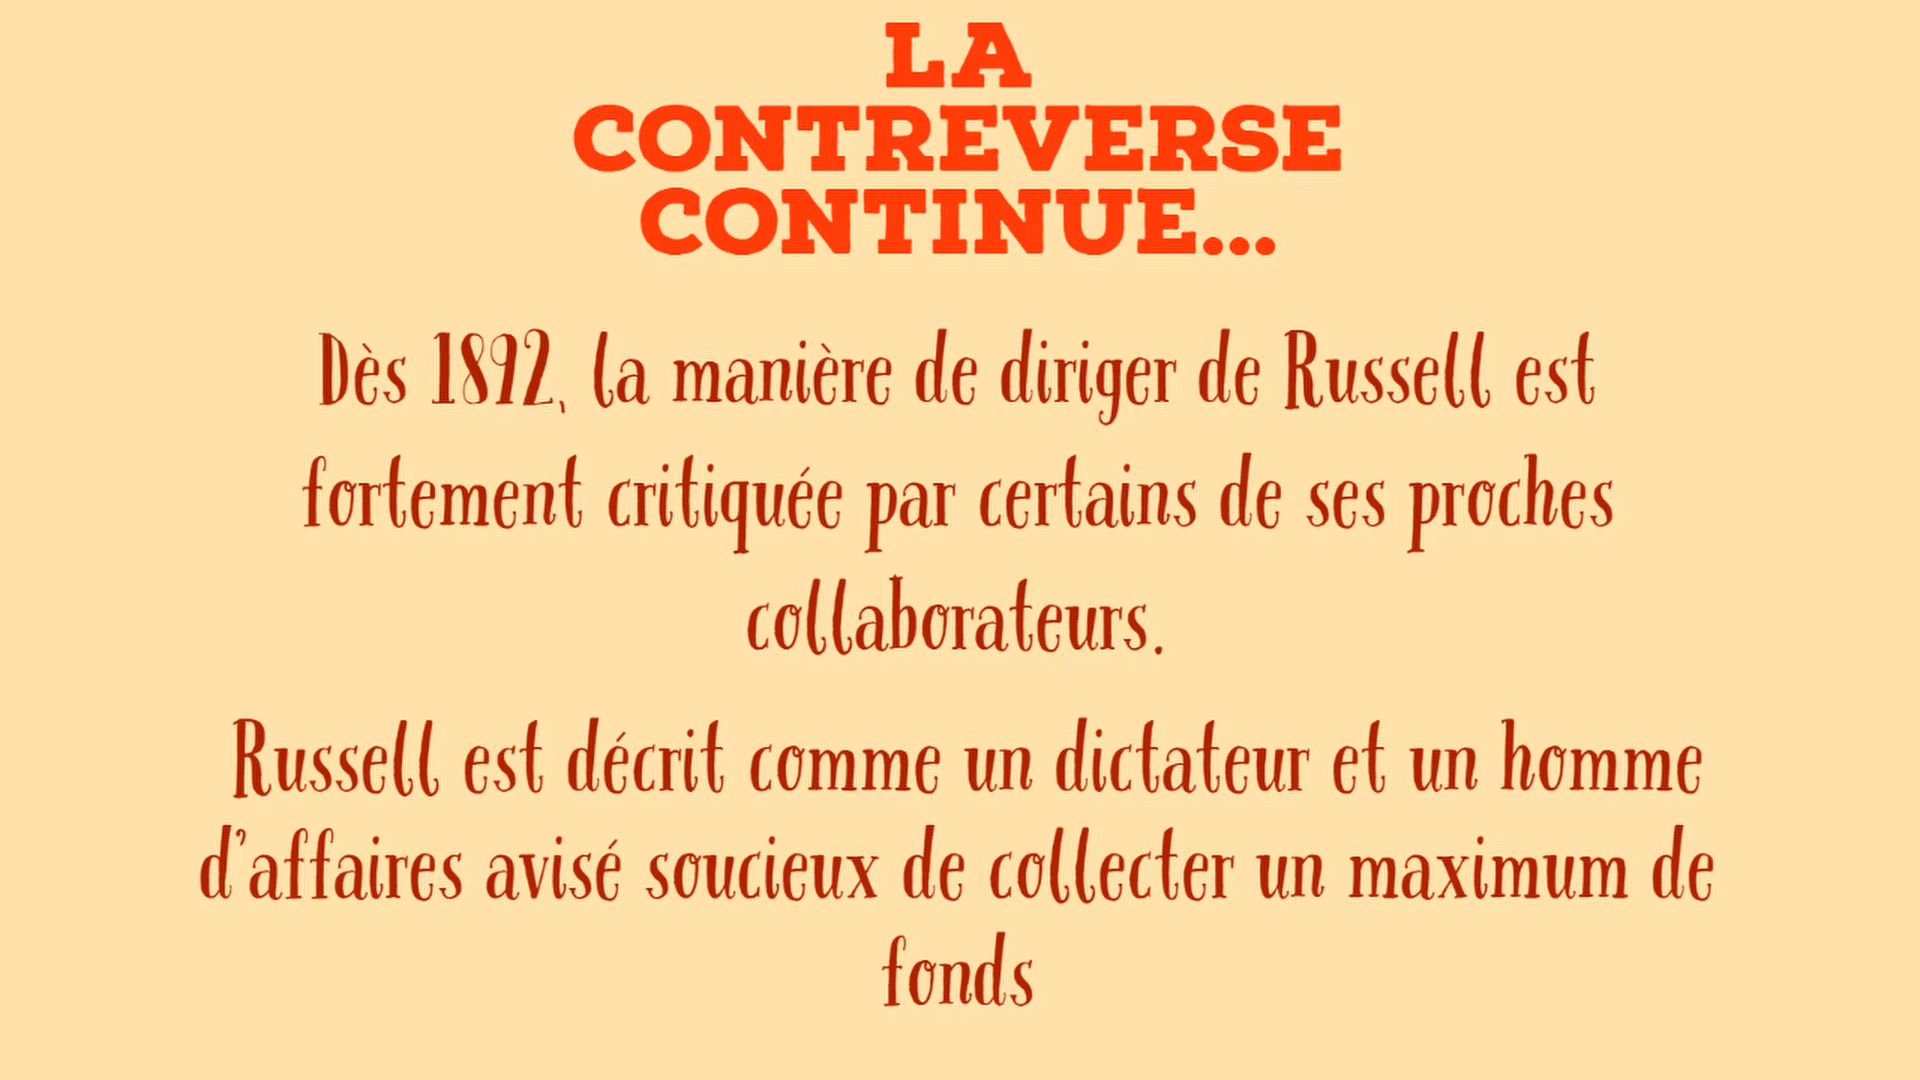 LA
CONTREVERSE
CONTINUE...
Dès 1892, la manière de diriger de Russell est
fortement critiquée par certains de ses proches
collaborateurs.
Russell est décrit comme un dictateur et un homme
d'affaires avisé soucieux de collecter un maximum de
fonds